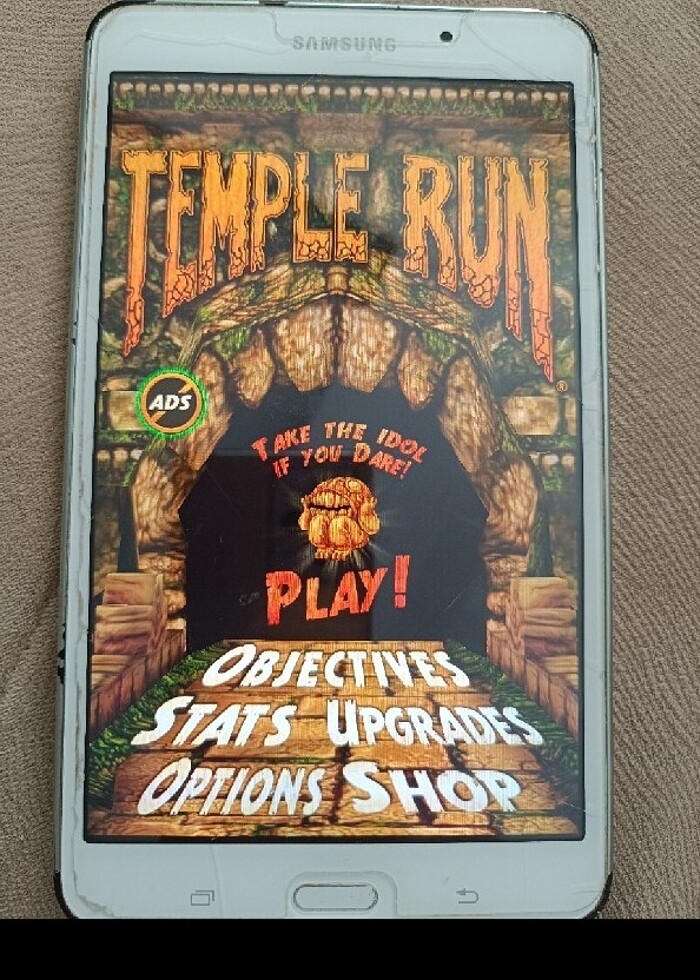 SAMSUNG
TEMPLE RUN
®
ADS
TAKE THE IDOL
IF YOU DARE!
PLAY!
OBJECTIVES
STATS UPGRADES
OPTIONS SHOP